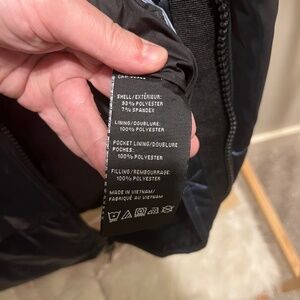 SHELL/EXTÉRIEUR:
93% POLYESTER
7% SPANDEX
LINING/DOUBLURE:
100% POLYESTER
POCKET LINING/DOUBLURE
POCHES:
100% POLYESTER
FILLING/REMBOURRAGE:
100% POLYESTER
MADE IN VIETNAM/
FABRIQUÉ AU VIETNAM